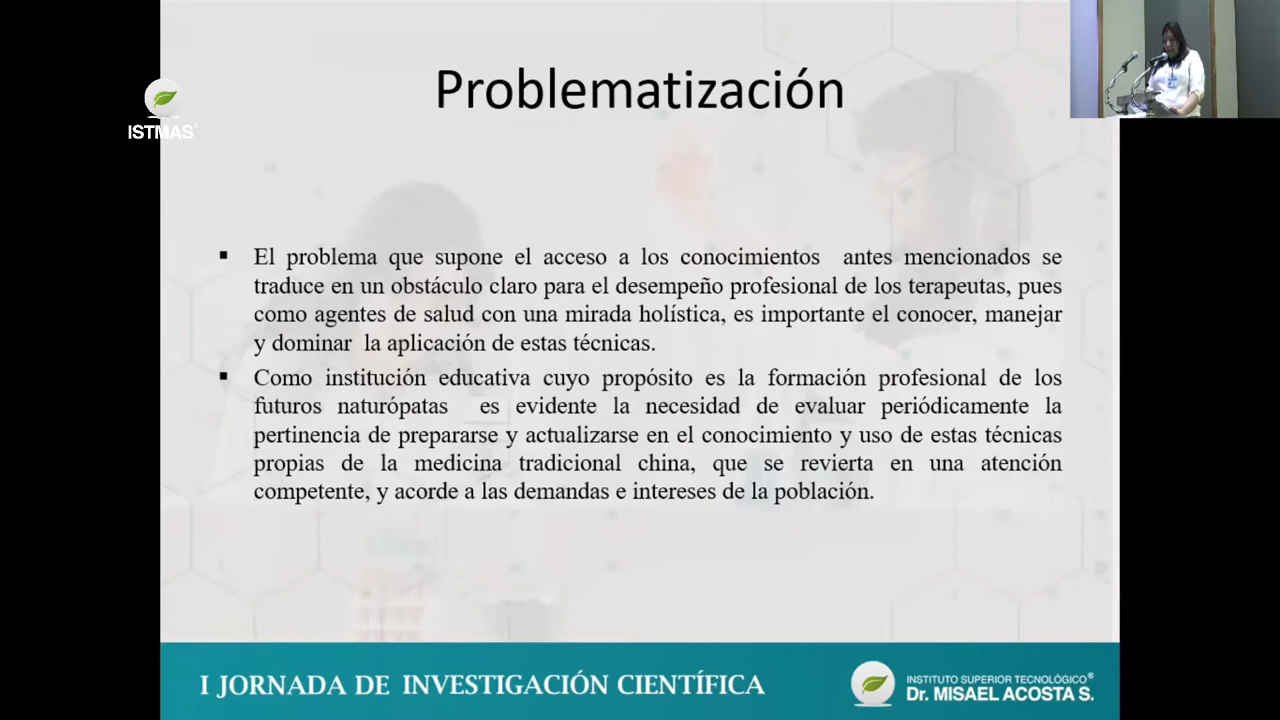 Problematización
ISTMAS®
▪ El problema que supone el acceso a los conocimientos antes mencionados se
traduce en un obstáculo claro para el desempeño profesional de los terapeutas, pues
como agentes de salud con una mirada holística, es importante el conocer, manejar
y dominar la aplicación de estas técnicas.
▪ Como institución educativa cuyo propósito es la formación profesional de los
futuros naturópatas es evidente la necesidad de evaluar periódicamente la
pertinencia de prepararse y actualizarse en el conocimiento y uso de estas técnicas
propias de la medicina tradicional china, que se revierta en una atención
competente, y acorde a las demandas e intereses de la población.
I JORNADA DE INVESTIGACIÓN CIENTÍFICA
INSTITUTO SUPERIOR TECNOLÓGICO®
Dr. MISAEL ACOSTA S.